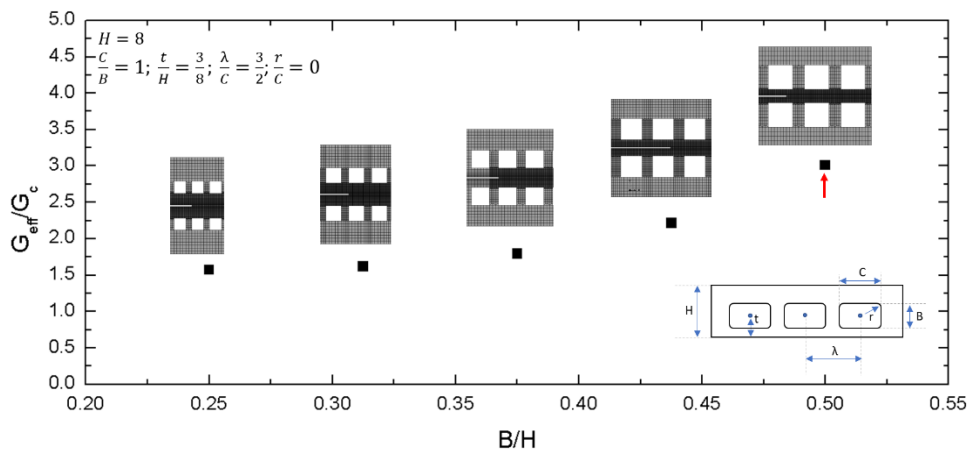 5.0
4.5
4.0
3.5
3.0
2.5
2.0
1.5
1.0
0.5
0.0
G_eff/G_c
H = 8
C/B = 1; t/H = 3/8; λ/C = 3/2; r/C = 0
C
H
t
r
B
λ
0.20 0.25 0.30 0.35 0.40 0.45 0.50 0.55
B/H